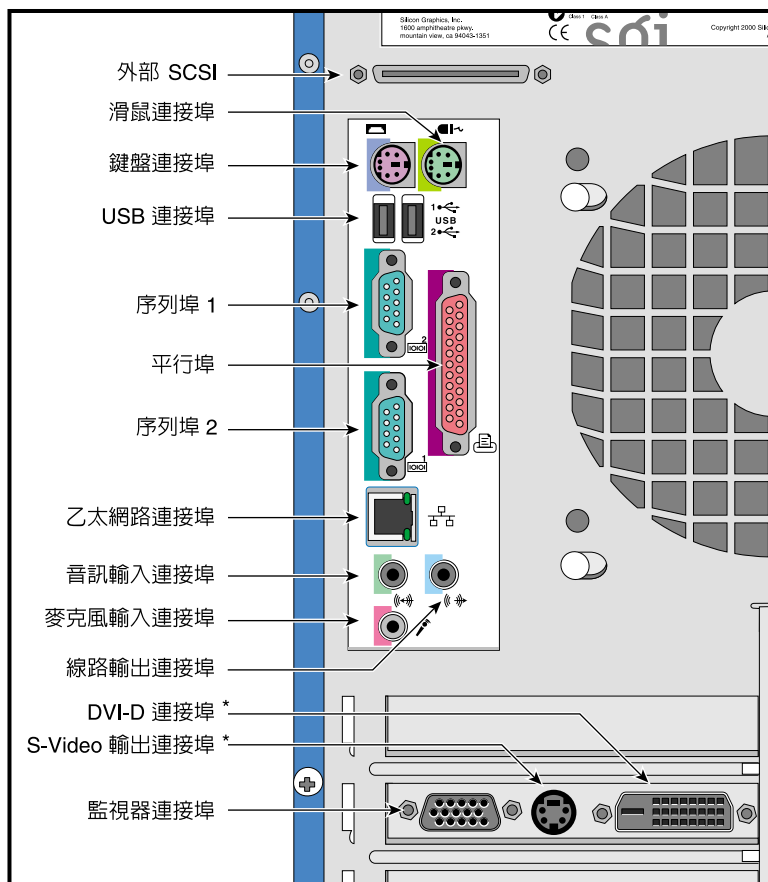 Silicon Graphics, Inc.
1600 amphitheatre pkwy.
mountain view, ca 94043-1351
Class 1 Class A
CE
sgi
Copyright 2000 Sili
外部 SCSI
滑鼠連接埠
鍵盤連接埠
USB 連接埠
1
USB
2
序列埠 1
2
平行埠
序列埠 2
1
乙太網路連接埠
音訊輸入連接埠
麥克風輸入連接埠
線路輸出連接埠
DVI-D 連接埠 *
S-Video 輸出連接埠 *
監視器連接埠